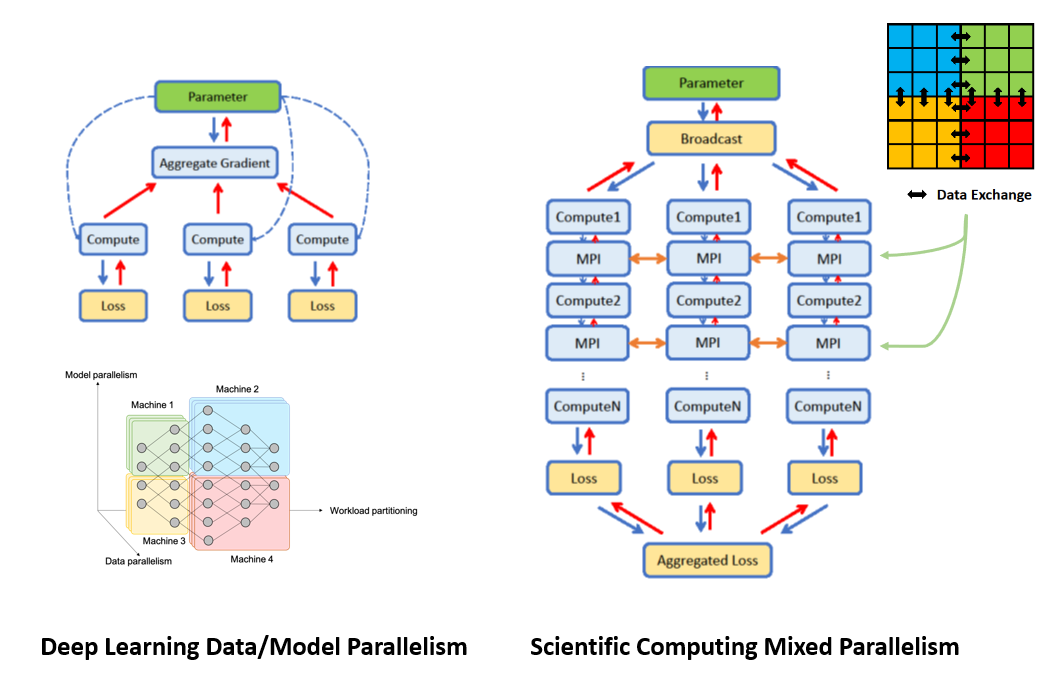 Parameter
Aggregate Gradient
Compute
Compute
Compute
Loss
Loss
Loss
Model parallelism
Machine 2
Machine 1
Workload partitioning
Machine 3
Machine 4
Data parallelism
Deep Learning Data/Model Parallelism
Parameter
Broadcast
Data Exchange
Compute1
Compute1
Compute1
MPI
MPI
MPI
Compute2
Compute2
Compute2
MPI
MPI
MPI
ComputeN
ComputeN
ComputeN
Loss
Loss
Loss
Aggregated Loss
Scientific Computing Mixed Parallelism